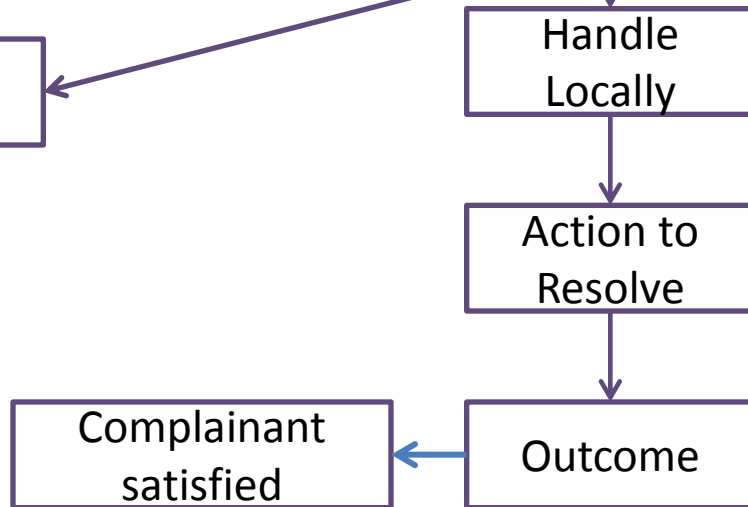 Handle
Locally
Action to
Resolve
Complainant
satisfied
Outcome